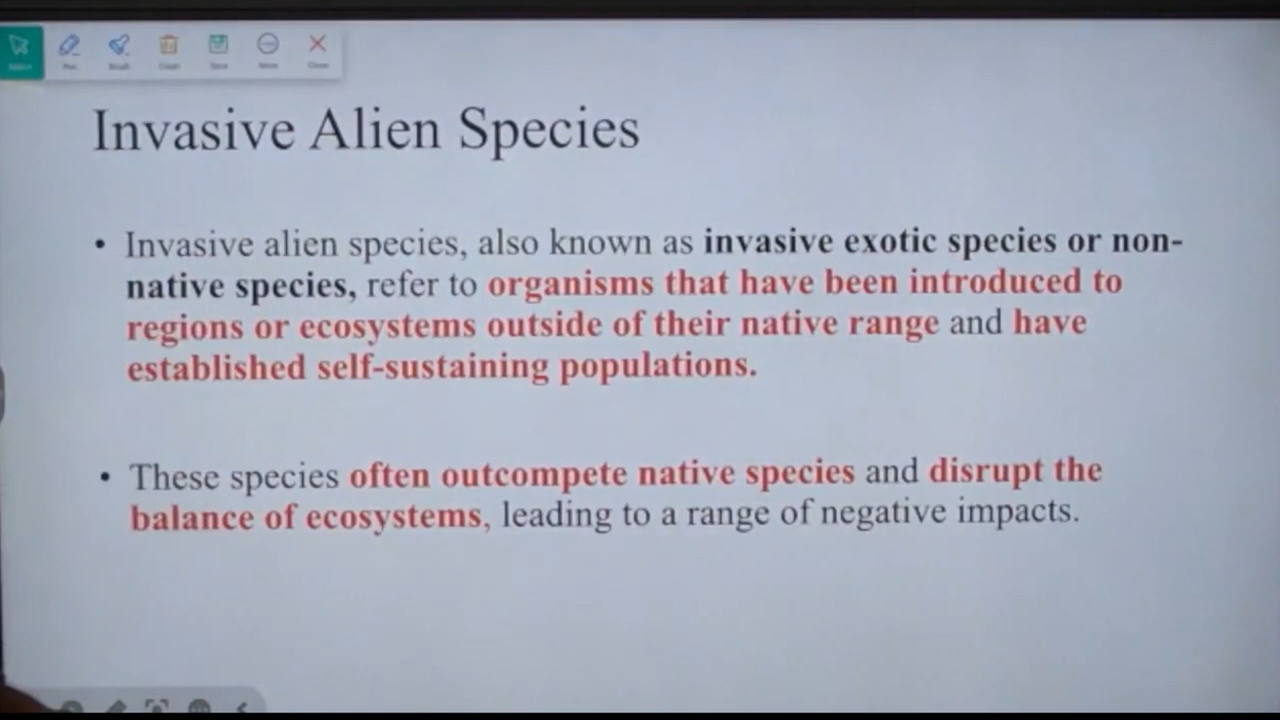 Invasive Alien Species
• Invasive alien species, also known as invasive exotic species or non-
native species, refer to organisms that have been introduced to
regions or ecosystems outside of their native range and have
established self-sustaining populations.
• These species often outcompete native species and disrupt the
balance of ecosystems, leading to a range of negative impacts.